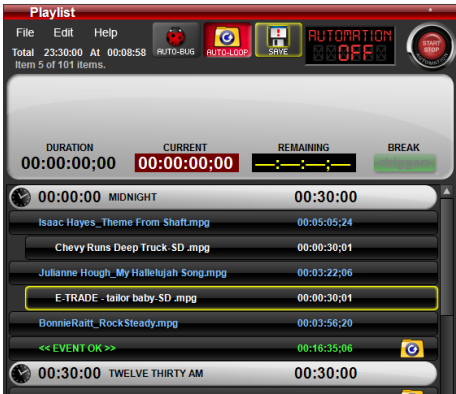 Playlist
File Edit Help
Total 23:30:00 At 00:08:58
Item 5 of 101 items.
AUTO-BUG
AUTO-LOOP
SAVE
AUTOMATION
OFF
START
STOP
AUTOMATION
DURATION CURRENT REMAINING BREAK
00:00:00;00 00:00:00;00 --:--:--;--
00:00:00 MIDNIGHT 00:30:00
Isaac Hayes_Theme From Shaft.mpg 00:05:05;24
Chevy Runs Deep Truck-SD .mpg 00:00:30;01
Julianne Hough_My Hallelujah Song.mpg 00:03:22;06
E-TRADE - tailor baby-SD .mpg 00:00:30;01
BonnieRaitt_RockSteady.mpg 00:03:56;20
<< EVENT OK >> 00:16:35;06
00:30:00 TWELVE THIRTY AM 00:30:00